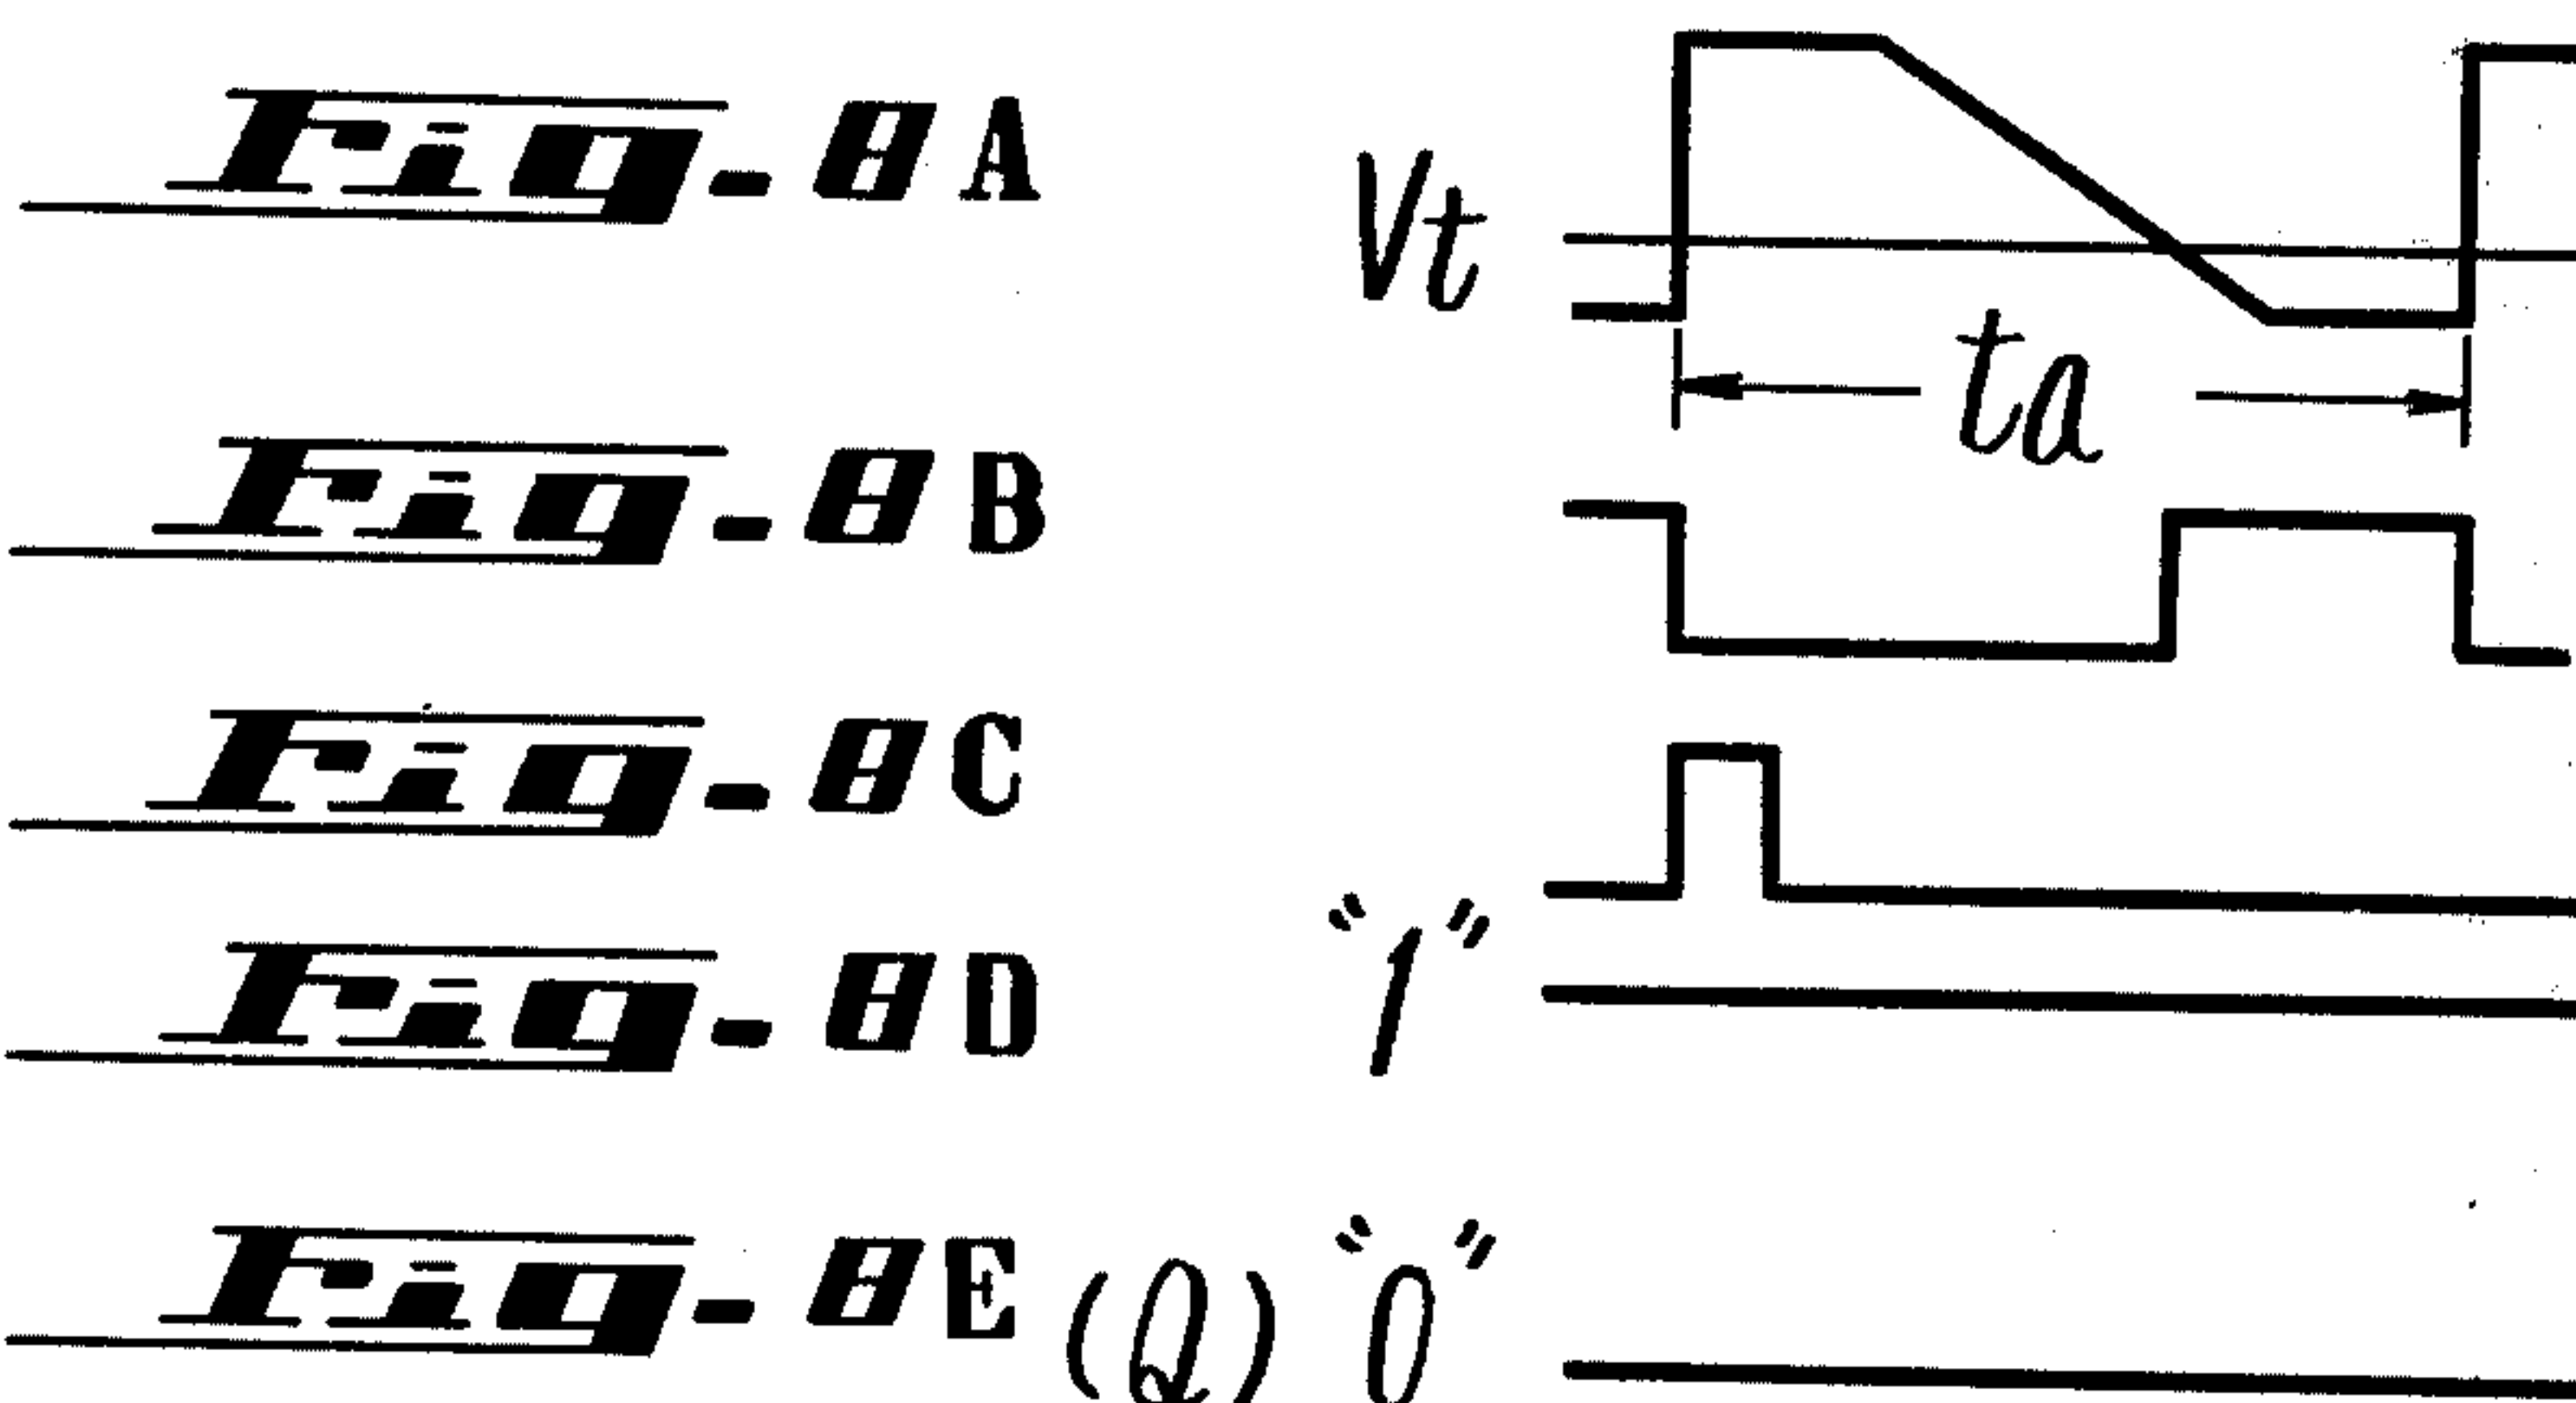 Fig-8A
Vt
ta
Fig-8B
Fig-8C
Fig-8D "1"
Fig-8E (Q) "0"